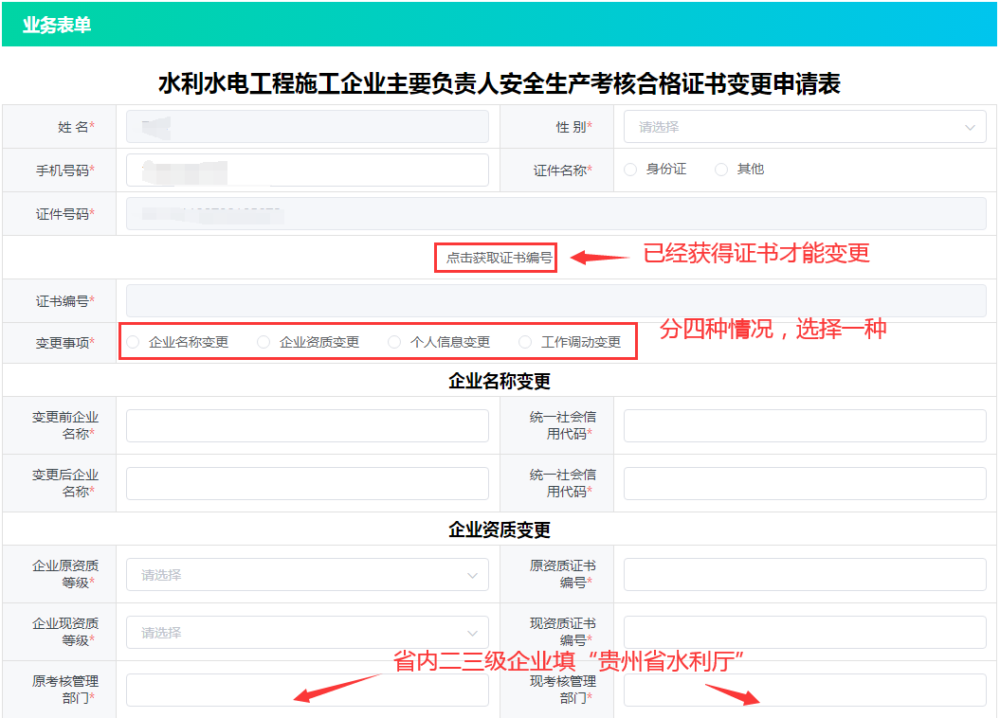 业务表单
水利水电工程施工企业主要负责人安全生产考核合格证书变更申请表
姓 名*
性 别*
请选择
手机号码*
证件名称*
身份证
其他
证件号码*
点击获取证书编号
已经获得证书才能变更
证书编号*
变更事项*
企业名称变更
企业资质变更
个人信息变更
工作调动变更
分四种情况，选择一种
企业名称变更
变更前企业
名称*
统一社会信
用代码*
变更后企业
名称*
统一社会信
用代码*
企业资质变更
企业原资质
等级*
请选择
原资质证书
编号*
企业现资质
等级*
请选择
现资质证书
编号*
省内二三级企业填“贵州省水利厅”
原考核管理
部门*
现考核管理
部门*